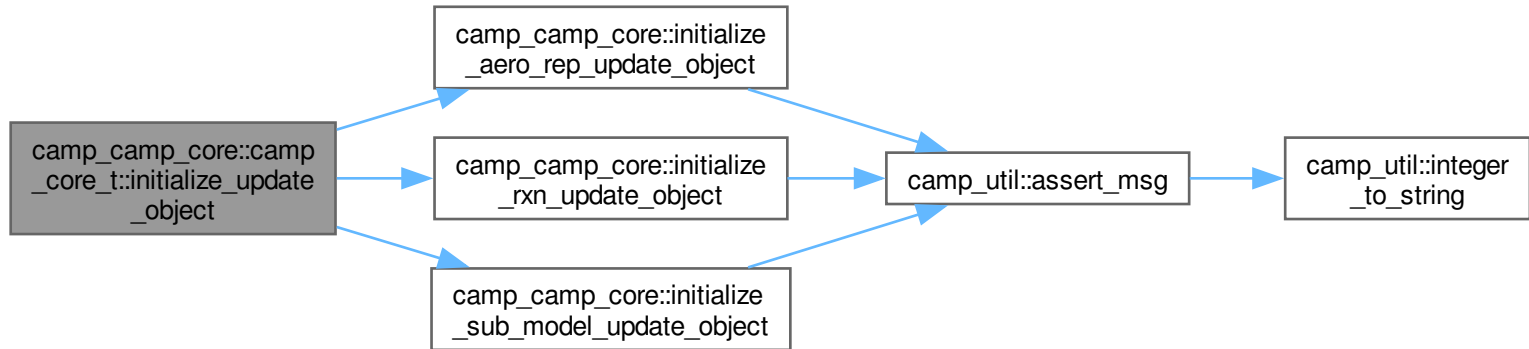 camp_camp_core::initialize
_aero_rep_update_object
camp_camp_core::camp
_core_t::initialize_update
_object
camp_camp_core::initialize
_rxn_update_object
camp_camp_core::initialize
_sub_model_update_object
camp_util::assert_msg
camp_util::integer
_to_string